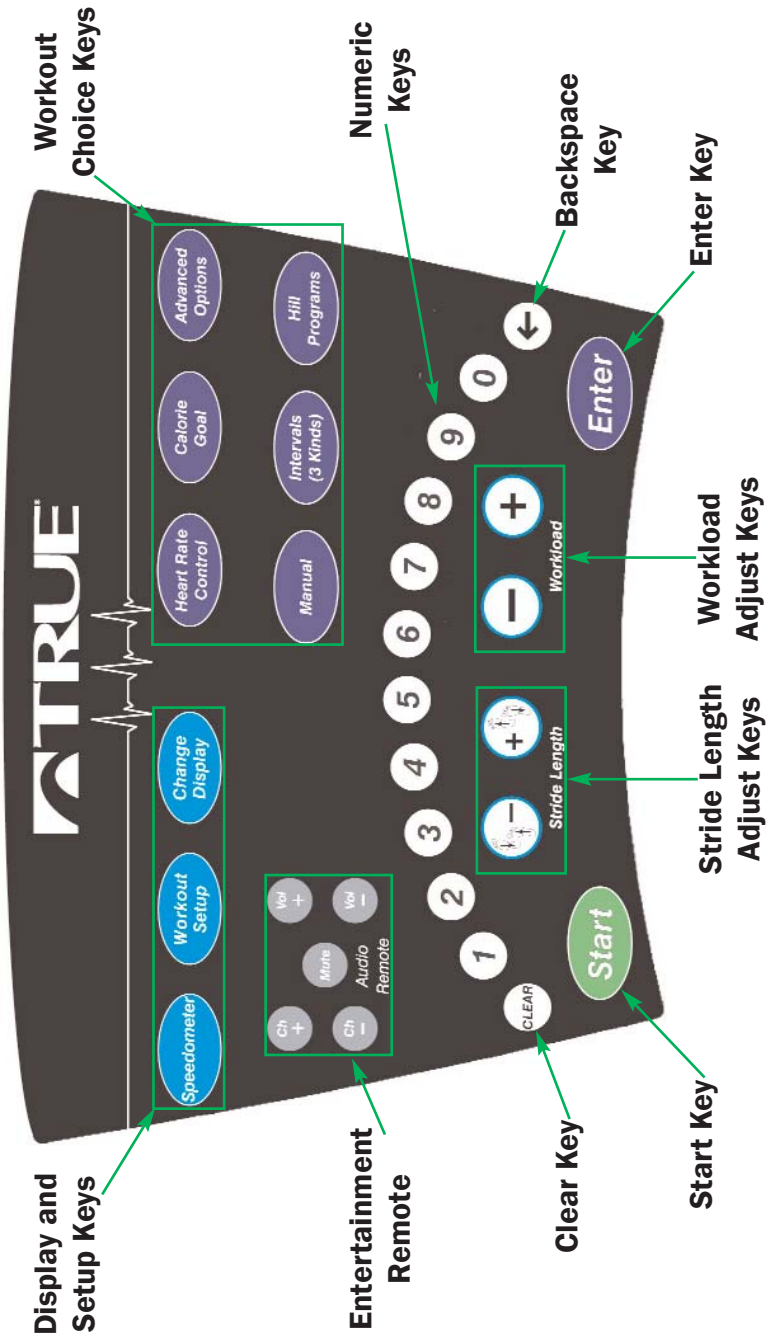 Display and
Setup Keys
Workout
Choice Keys
TRUE
Speedometer
Workout
Setup
Change
Display
Heart Rate
Control
Calorie
Goal
Advanced
Options
Manual
Intervals
(3 Kinds)
Hill
Programs
Entertainment
Remote
Ch
+
Vol
+
Mute
Ch
−
Vol
−
Audio
Remote
Numeric
Keys
CLEAR
1
2
3
4
5
6
7
8
9
0
←
Backspace
Key
− +
Stride Length
− +
Workload
Clear Key
Start
Enter
Start Key
Stride Length
Adjust Keys
Workload
Adjust Keys
Enter Key